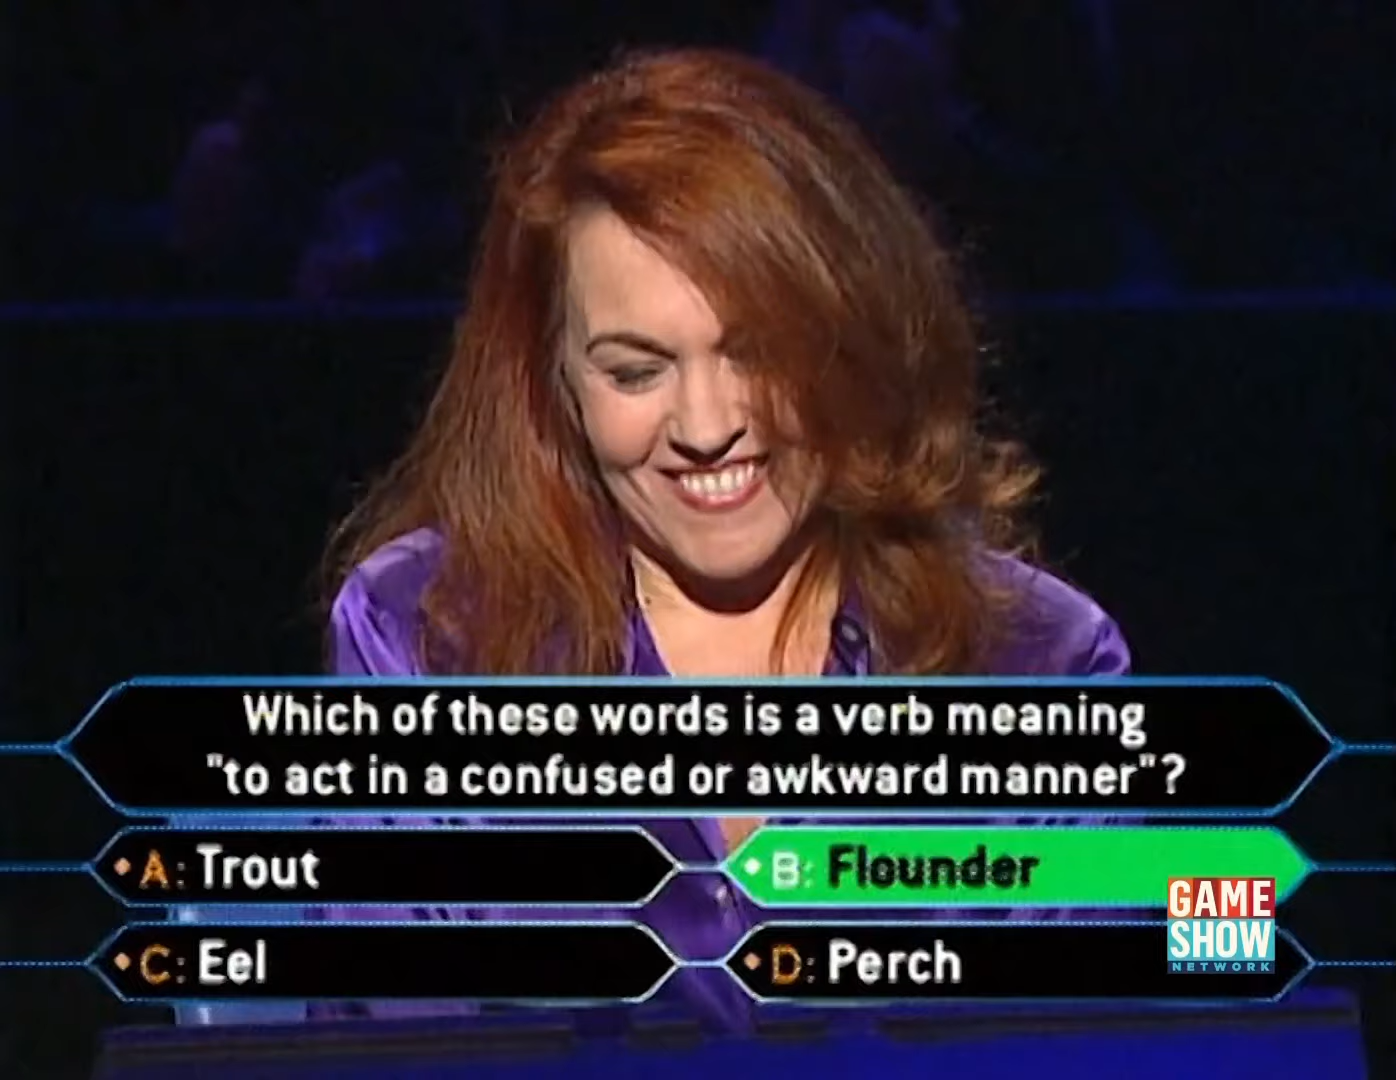 Which of these words is a verb meaning
"to act in a confused or awkward manner"?
A: Trout
B: Flounder
C: Eel
D: Perch
GAME
SHOW
NETWORK